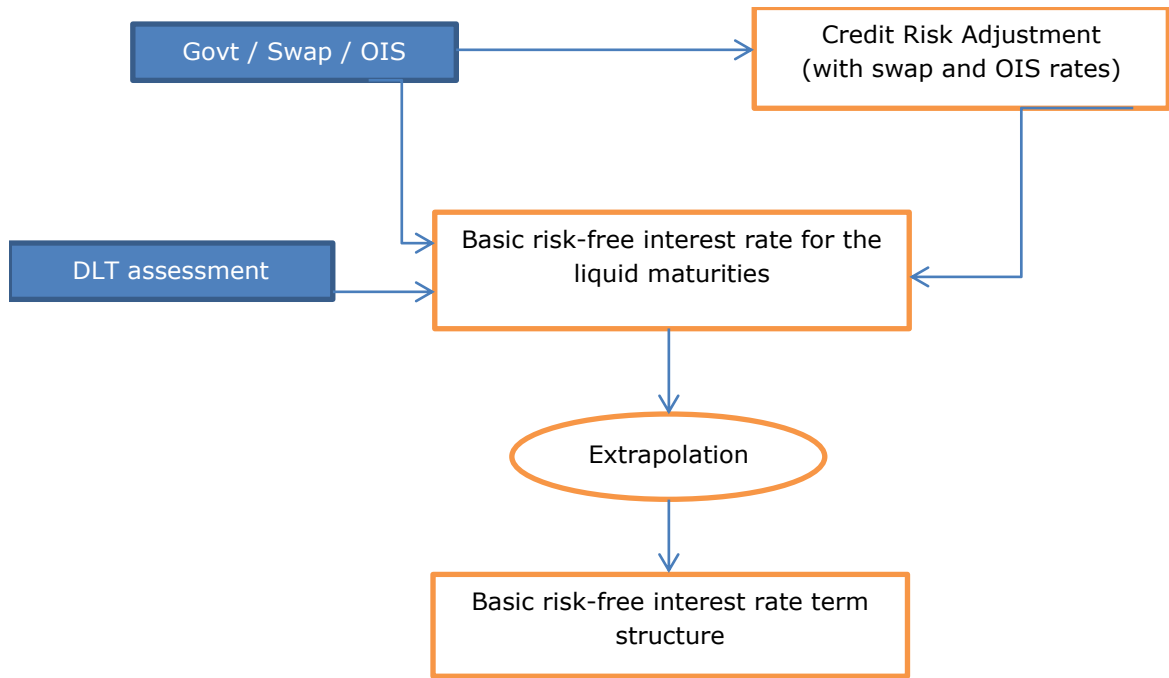 Govt / Swap / OIS
Credit Risk Adjustment
(with swap and OIS rates)
Basic risk-free interest rate for the
liquid maturities
DLT assessment
Extrapolation
Basic risk-free interest rate term
structure